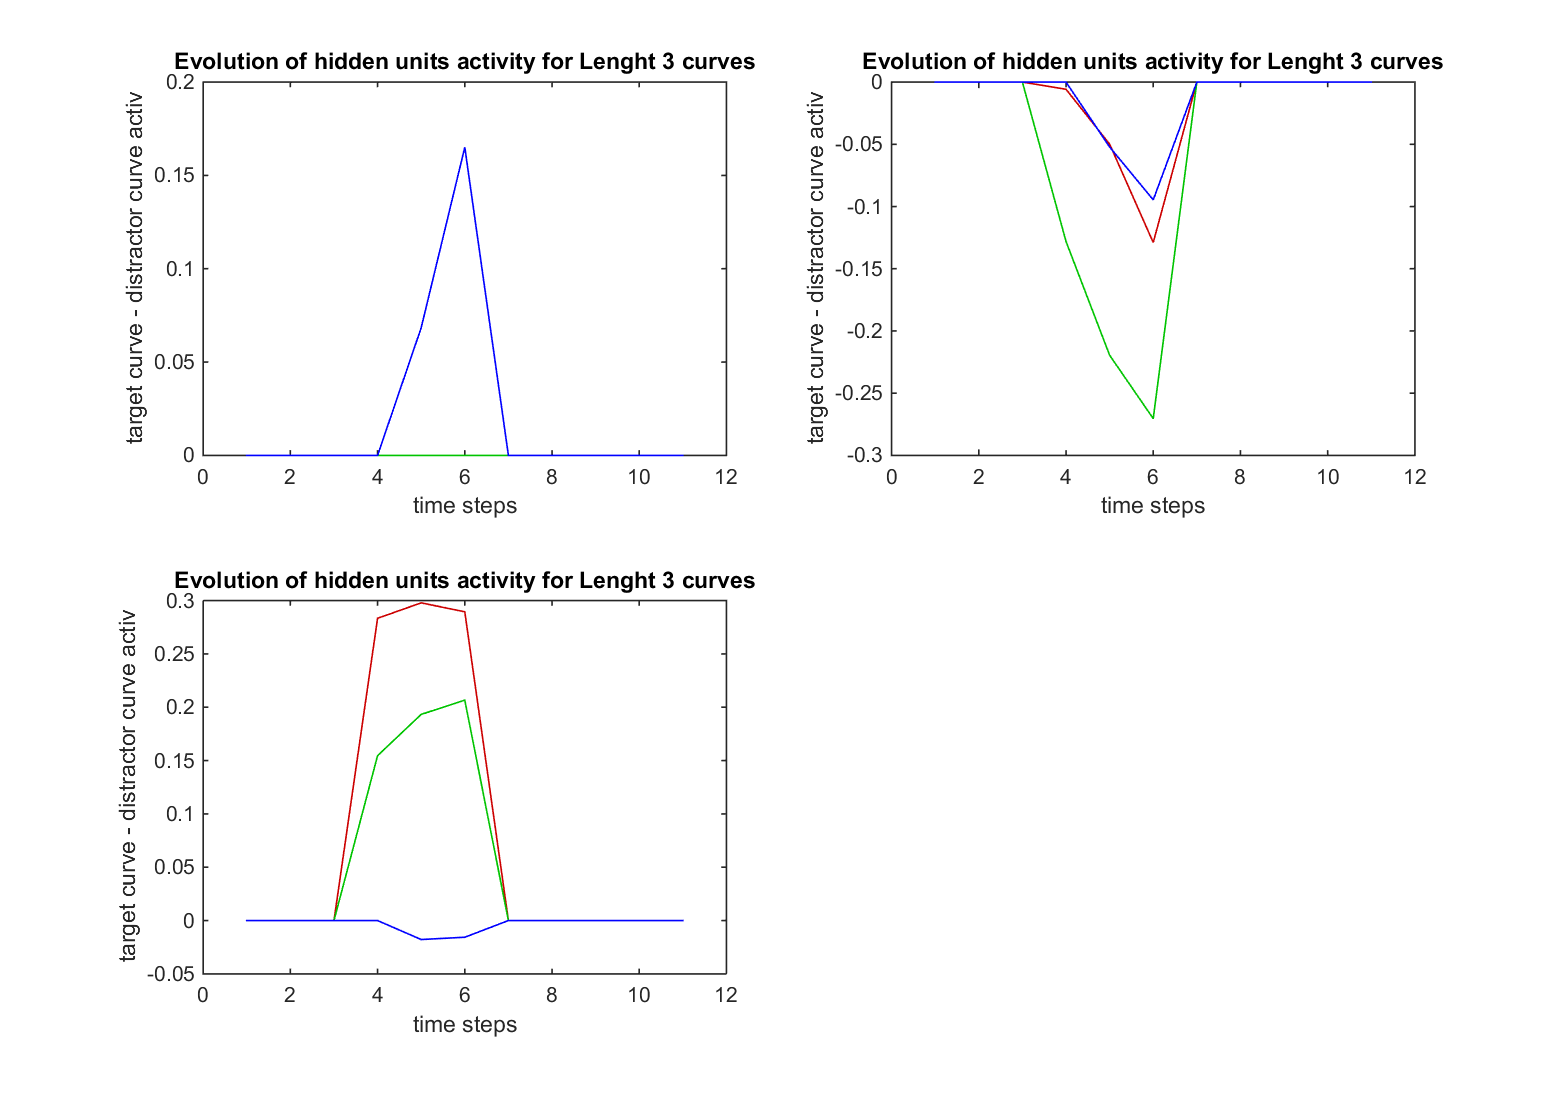 Evolution of hidden units activity for Lenght 3 curves
target curve - distractor curve activ
0.2
0.15
0.1
0.05
0
0 2 4 6 8 10 12
time steps
Evolution of hidden units activity for Lenght 3 curves
target curve - distractor curve activ
0
-0.05
-0.1
-0.15
-0.2
-0.25
-0.3
0 2 4 6 8 10 12
time steps
Evolution of hidden units activity for Lenght 3 curves
target curve - distractor curve activ
0.3
0.25
0.2
0.15
0.1
0.05
0
-0.05
0 2 4 6 8 10 12
time steps